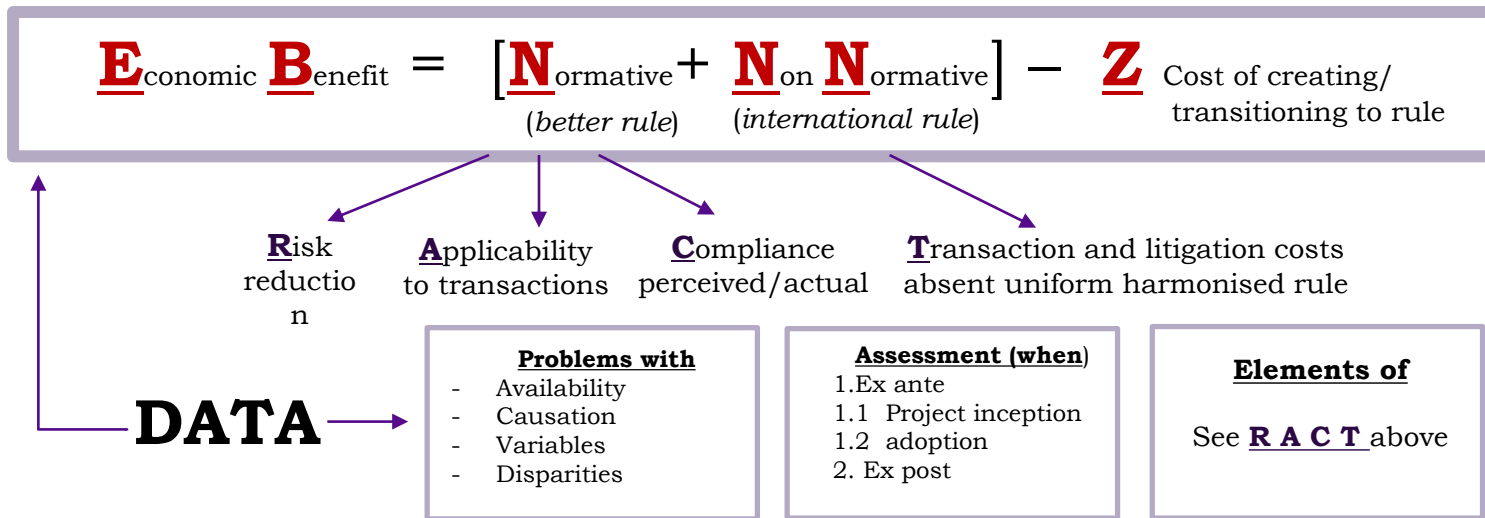 Economic Benefit = [Normative + Non Normative] – Z Cost of creating/
transitioning to rule
(better rule) (international rule)
Risk
reductio
n
Applicability
to transactions
Compliance
perceived/actual
Transaction and litigation costs
absent uniform harmonised rule
DATA
Problems with
- Availability
- Causation
- Variables
- Disparities
Assessment (when)
1.Ex ante
1.1 Project inception
1.2 adoption
2. Ex post
Elements of
See R A C T above